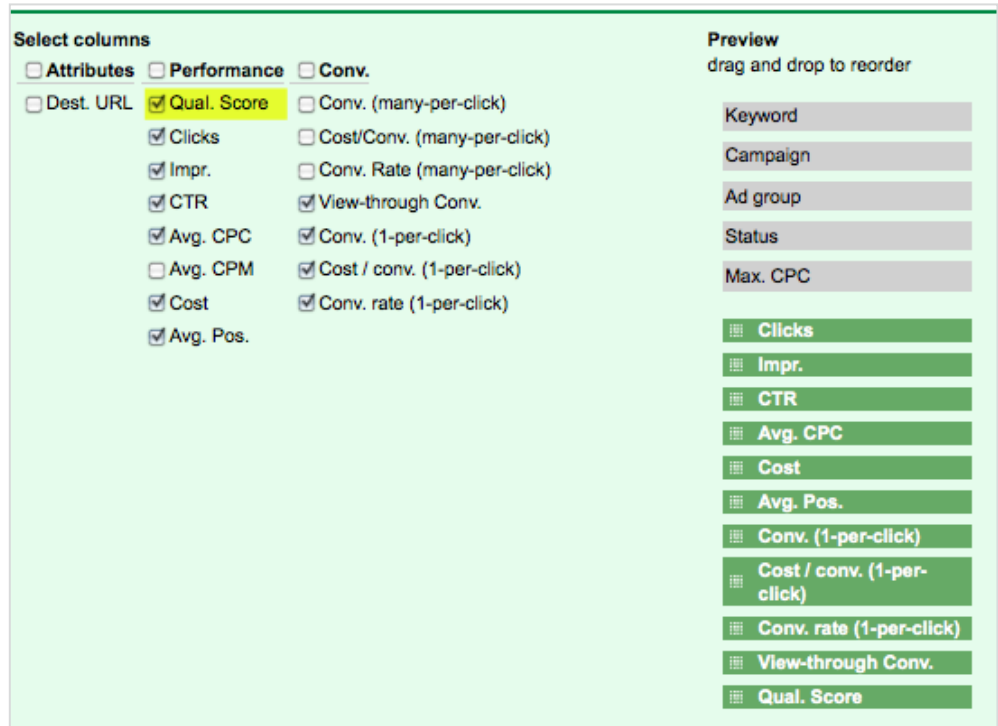 Select columns
Attributes Performance Conv.
Dest. URL Qual. Score Conv. (many-per-click)
Clicks Cost/Conv. (many-per-click)
Impr. Conv. Rate (many-per-click)
CTR View-through Conv.
Avg. CPC Conv. (1-per-click)
Avg. CPM Cost / conv. (1-per-click)
Cost Conv. rate (1-per-click)
Avg. Pos.
Preview
drag and drop to reorder
Keyword
Campaign
Ad group
Status
Max. CPC
Clicks
Impr.
CTR
Avg. CPC
Cost
Avg. Pos.
Conv. (1-per-click)
Cost / conv. (1-per-
click)
Conv. rate (1-per-click)
View-through Conv.
Qual. Score